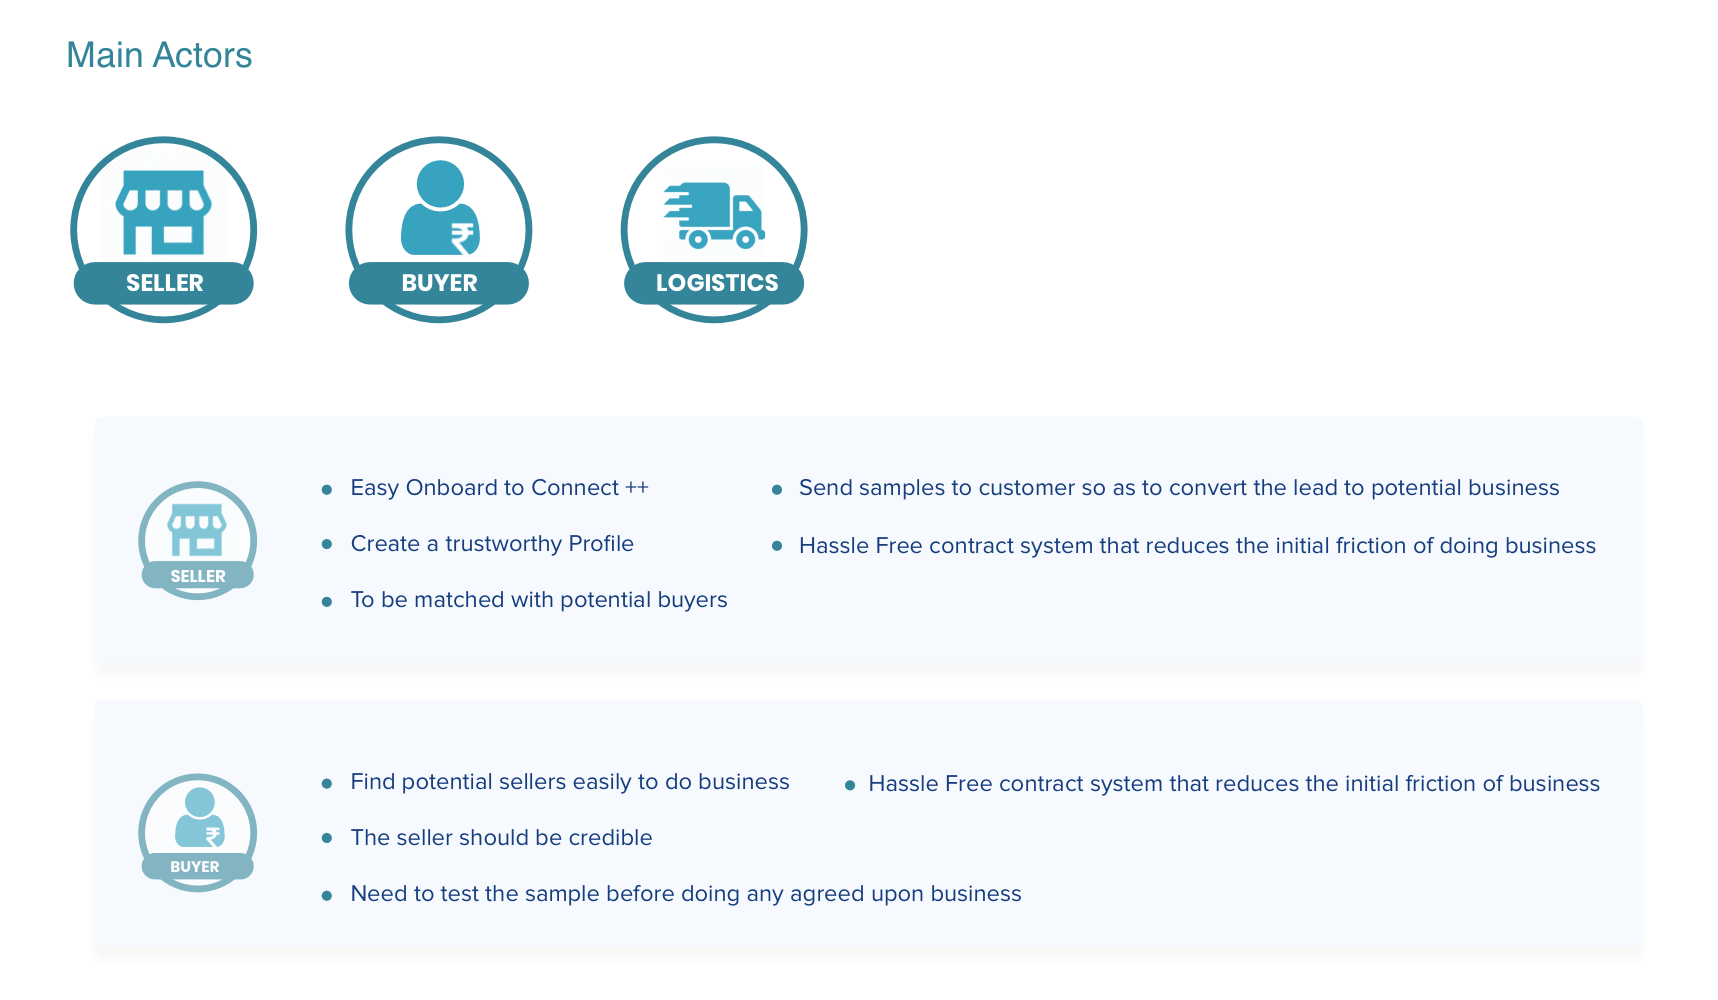 Main Actors
SELLER
BUYER
LOGISTICS
Easy Onboard to Connect ++
Create a trustworthy Profile
To be matched with potential buyers
Send samples to customer so as to convert the lead to potential business
Hassle Free contract system that reduces the initial friction of doing business
SELLER
Find potential sellers easily to do business
The seller should be credible
Need to test the sample before doing any agreed upon business
Hassle Free contract system that reduces the initial friction of business
₹
BUYER